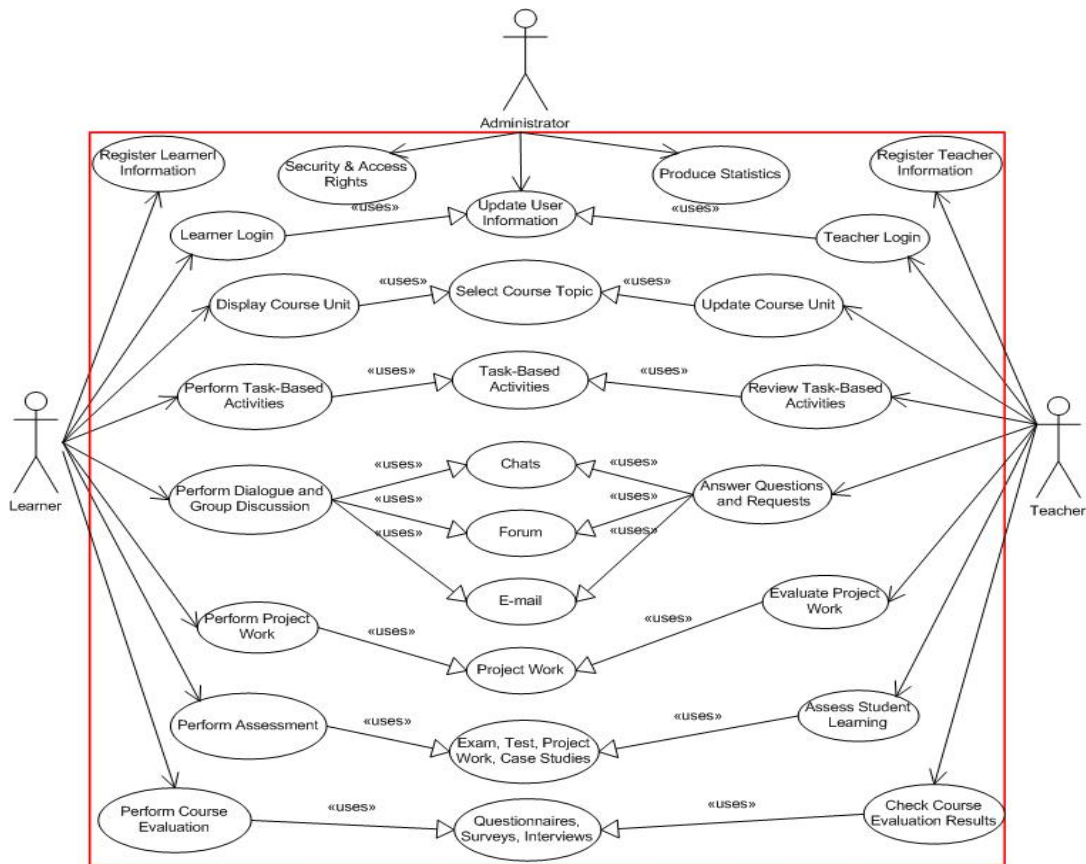 Administrator
Register Learnerl
Information
Security & Access
Rights
Produce Statistics
Register Teacher
Information
«uses»
Update User
Information
«uses»
Learner Login
Teacher Login
«uses»
«uses»
Display Course Unit
Select Course Topic
Update Course Unit
«uses»
«uses»
Perform Task-Based
Activities
Task-Based
Activities
Review Task-Based
Activities
Learner
Teacher
«uses»
Chats
«uses»
Perform Dialogue and
Group Discussion
«uses»
«uses»
Answer Questions
and Requests
«uses»
Forum
«uses»
E-mail
Perform Project
Work
«uses»
Project Work
«uses»
Evaluate Project
Work
Perform Assessment
«uses»
Exam, Test, Project
Work, Case Studies
«uses»
Assess Student
Learning
Perform Course
Evaluation
«uses»
Questionnaires,
Surveys, Interviews
«uses»
Check Course
Evaluation Results